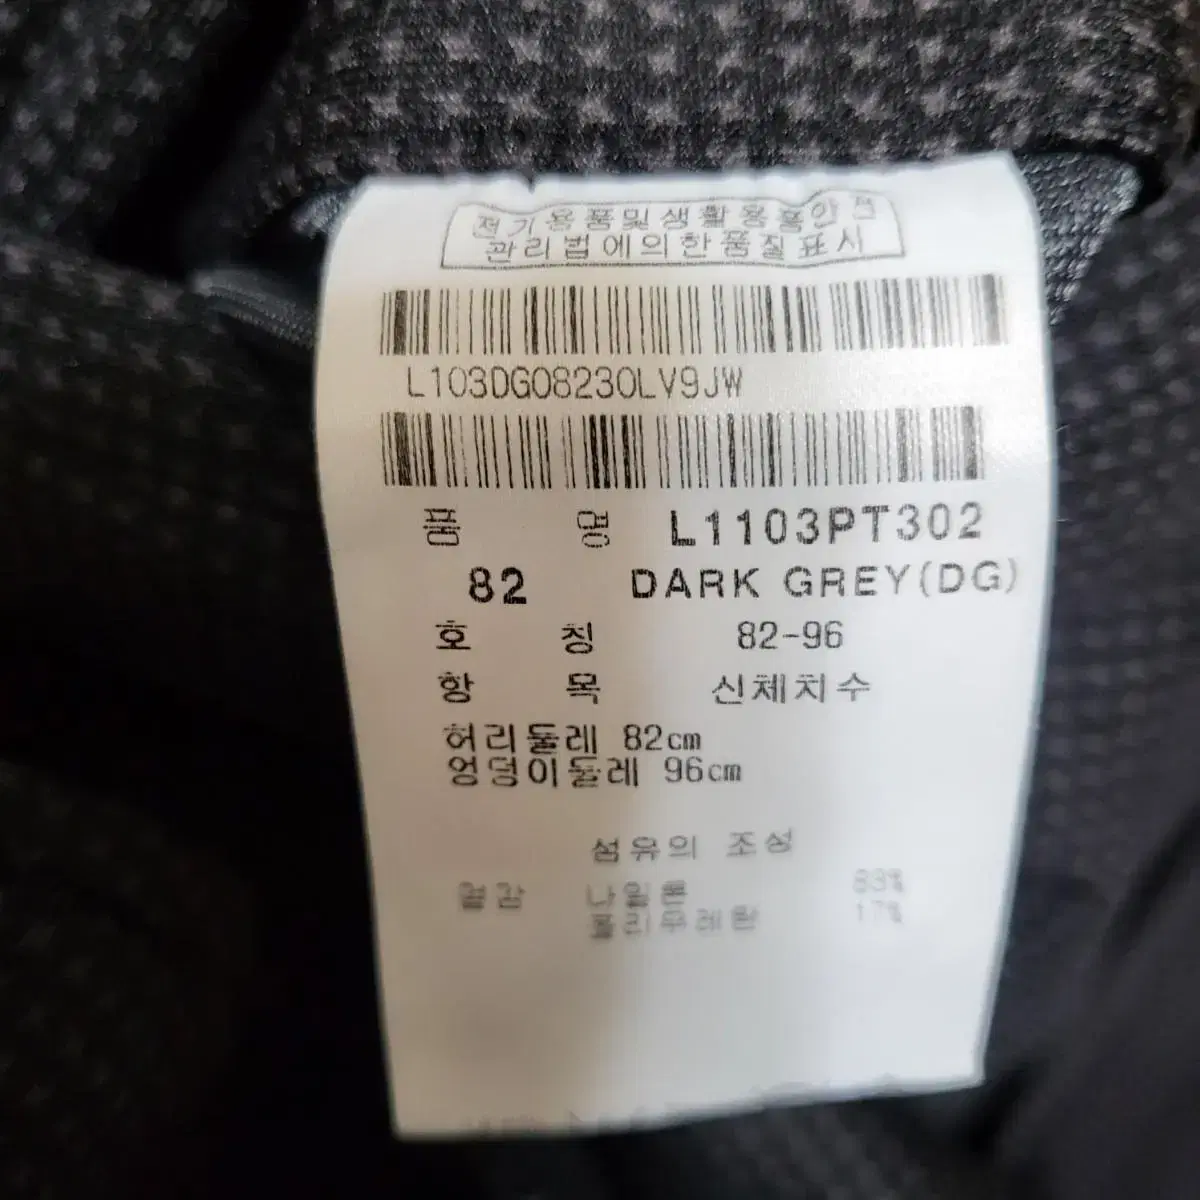 전기용품및생활용품안전
관리법에의한품질표시
L103DG08230LV9JW
품 명 L1103PT302
82 DARK GREY(DG)
호 칭 82-96
항 목 신체치수
허리둘레 82cm
엉덩이둘레 96cm
섬유의 조성
겉감 나일론 83%
폴리우레탄 17%